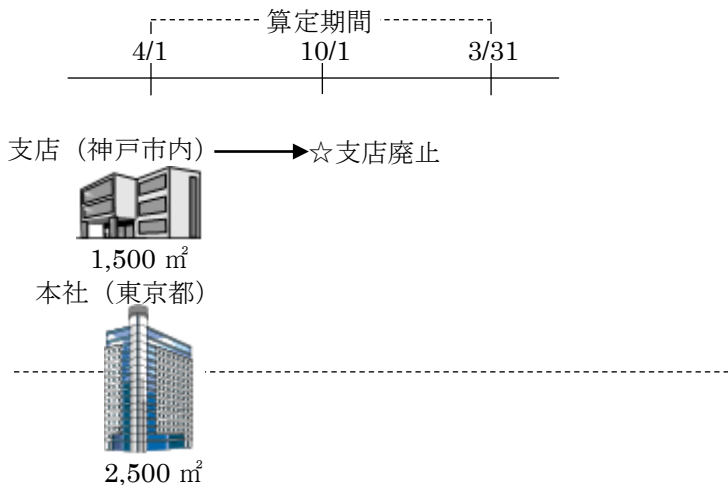 算定期間
4/1 10/1 3/31
支店（神戸市内） ☆支店廃止
1,500 ㎡
本社（東京都）
2,500 ㎡